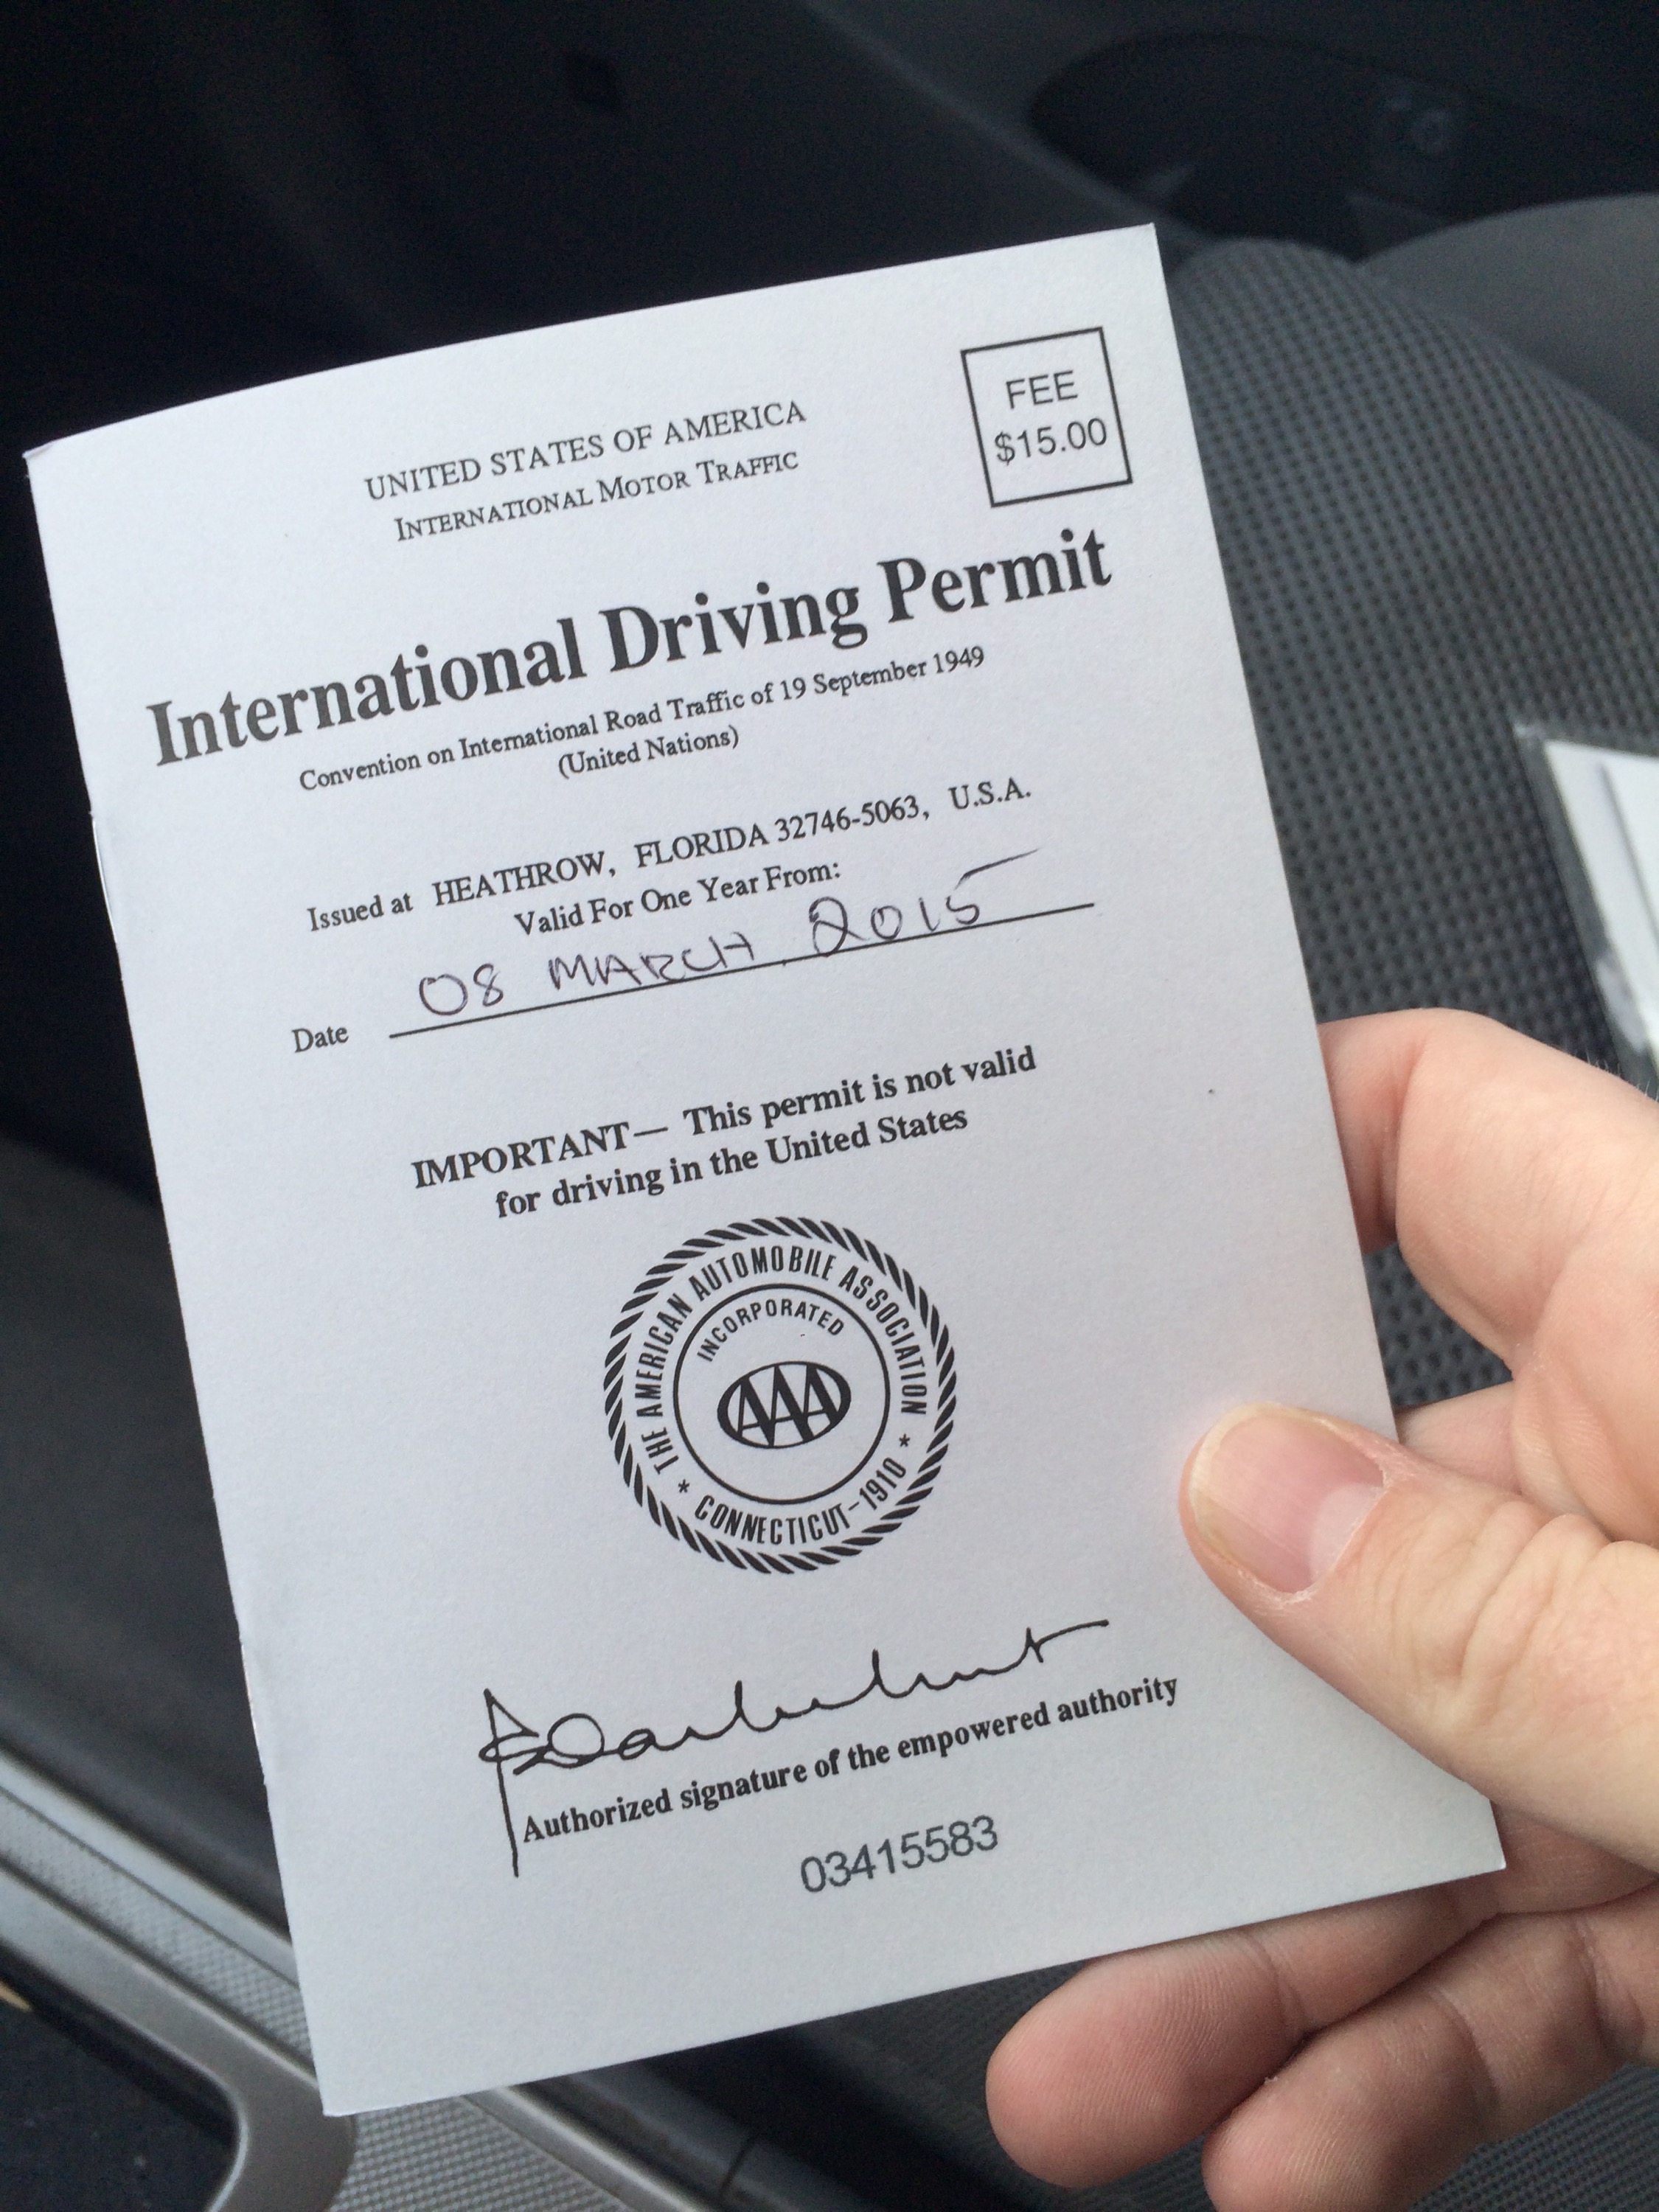 FEE
$15.00
UNITED STATES OF AMERICA
INTERNATIONAL MOTOR TRAFFIC
International Driving Permit
Convention on International Road Traffic of 19 September 1949
(United Nations)
Issued at HEATHROW, FLORIDA 32746-5063, U.S.A.
Valid For One Year From:
Date 08 MARCH 2015
IMPORTANT— This permit is not valid
for driving in the United States
THE AMERICAN AUTOMOBILE ASSOCIATION
INCORPORATED
AAA
* CONNECTICUT-1910 *
Authorized signature of the empowered authority
03415583